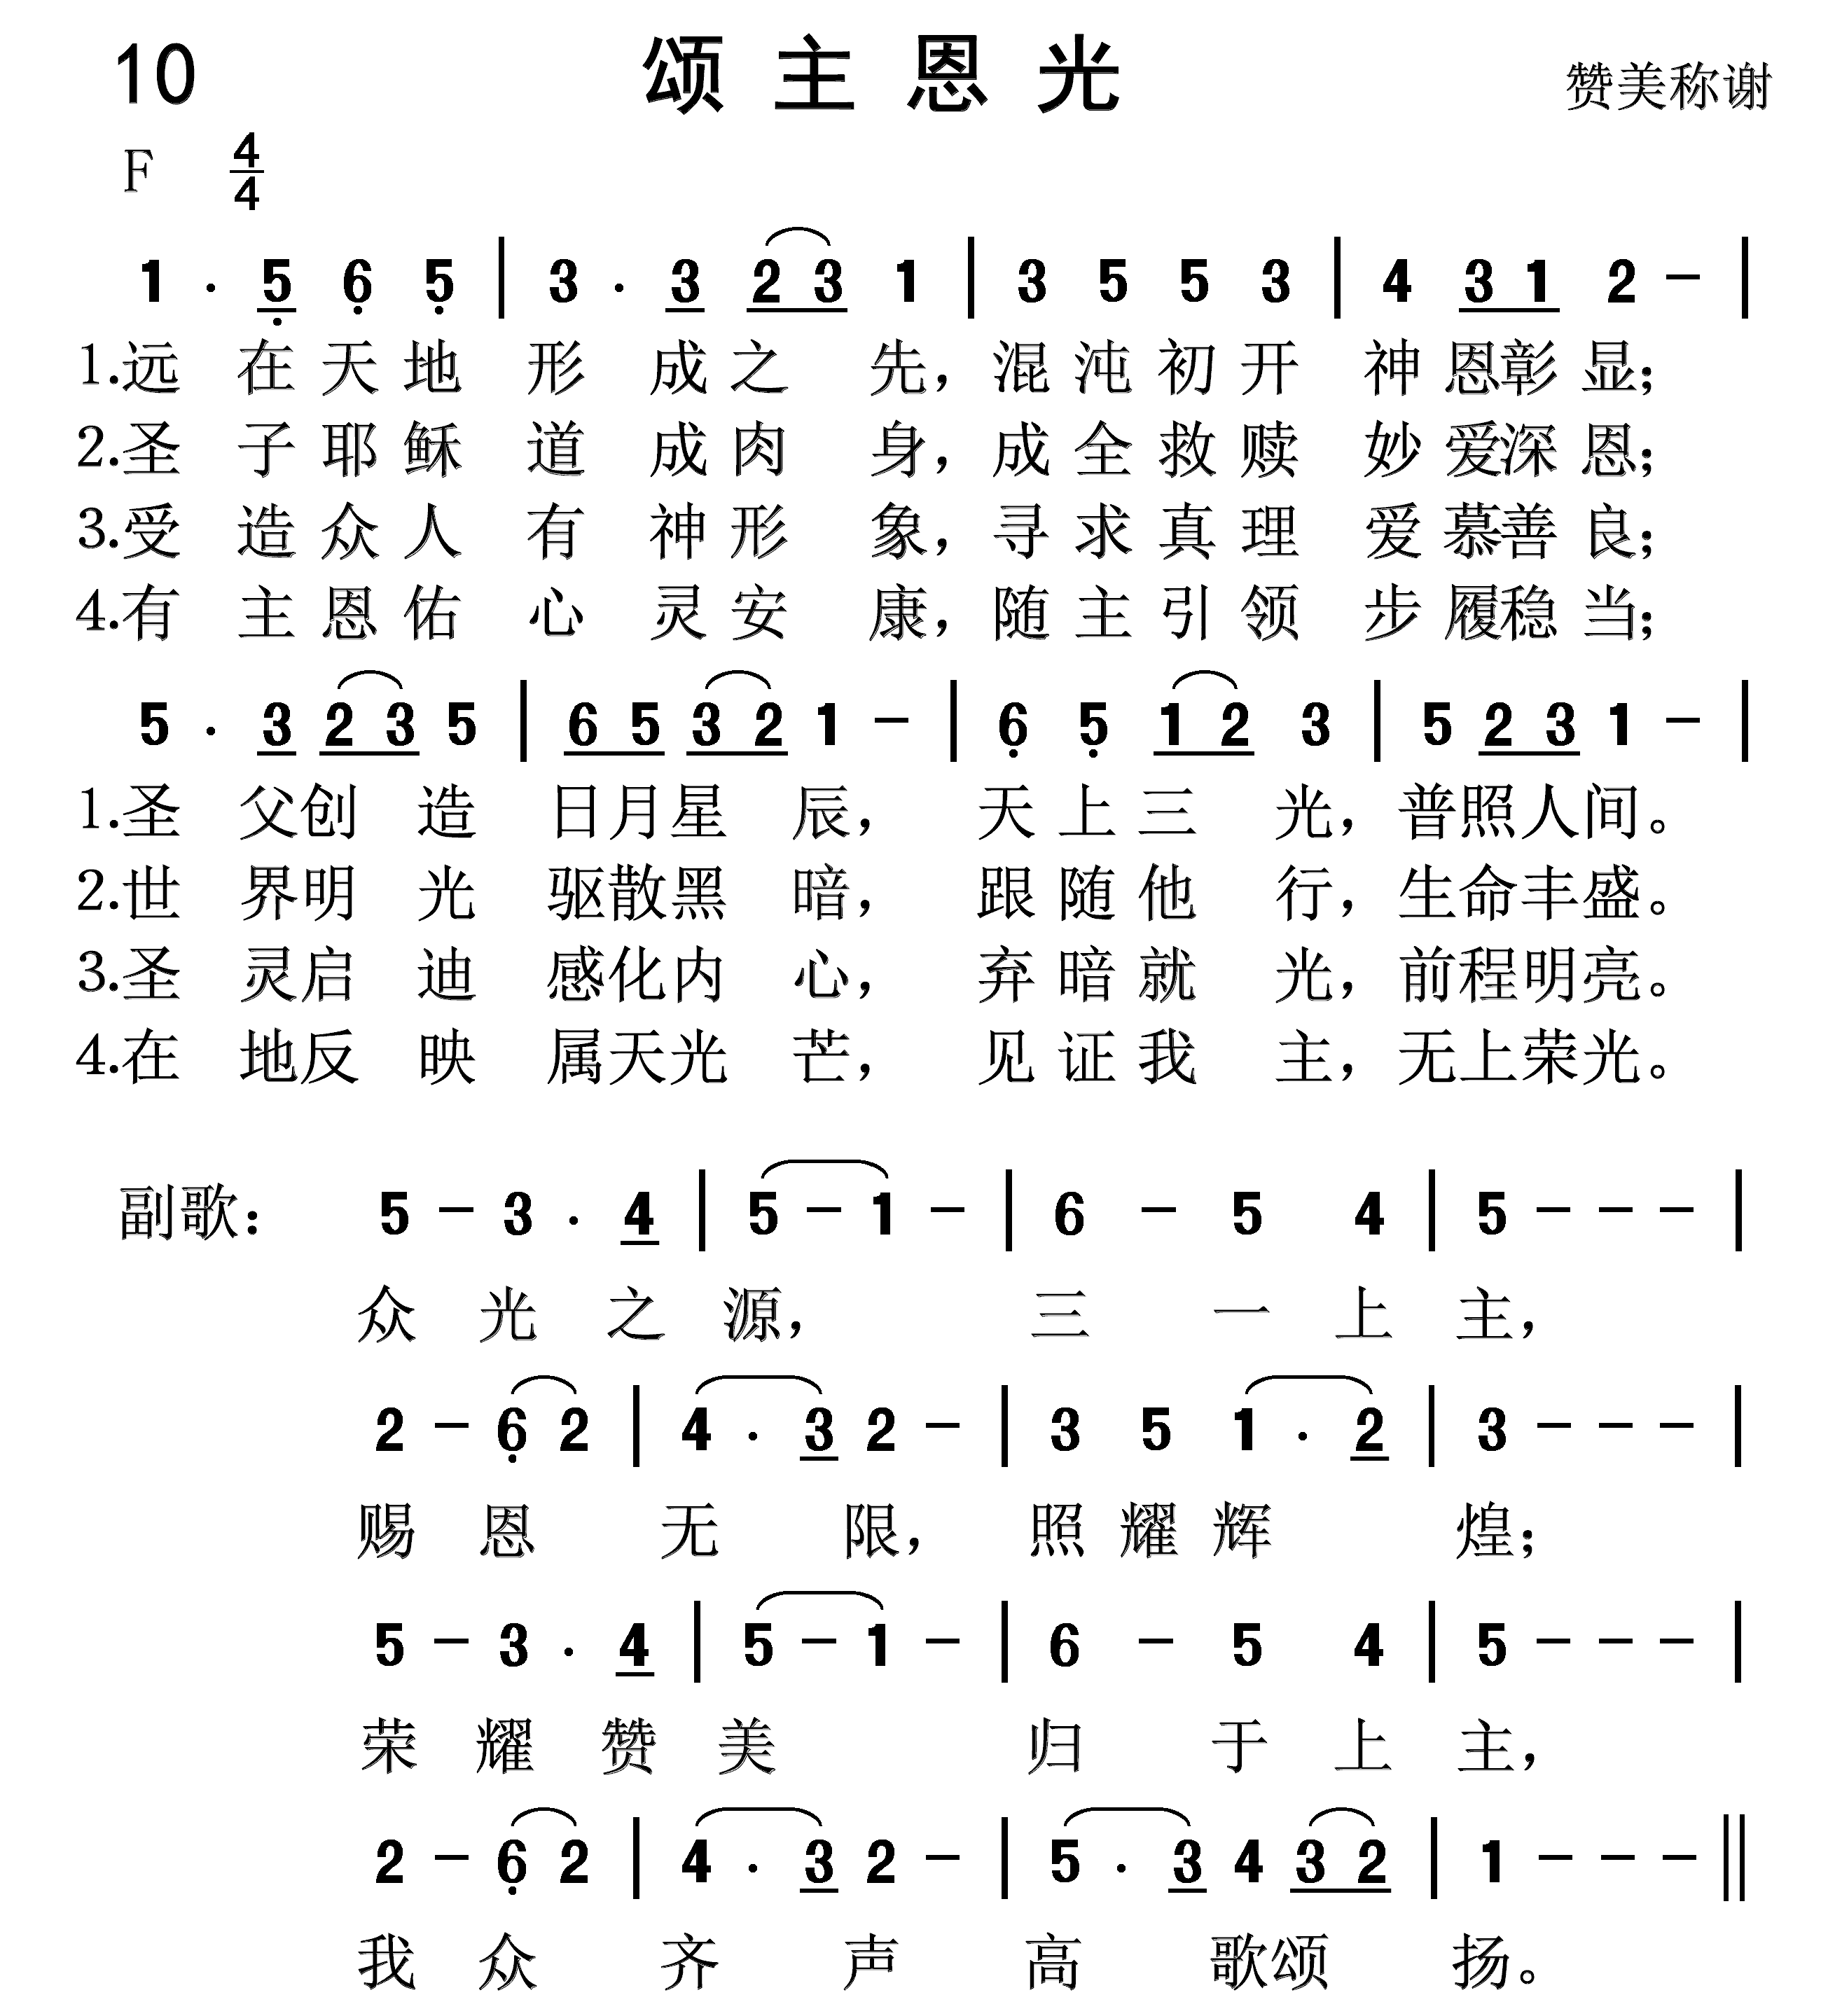 10 颂主恩光 赞美称谢
F 4/4
1 . 5 6 5 | 3 . 3 2 3 1 | 3 5 5 3 | 4 3 1 2 – |
1.远在天地形成之先，混沌初开神恩彰显；
2.圣子耶稣道成肉身，成全救赎妙爱深恩；
3.受造众人有神形象，寻求真理爱慕善良；
4.有主恩佑心灵安康，随主引领步履稳当；
5 . 3 2 3 5 | 6 5 3 2 1 – | 6 5 1 2 3 | 5 2 3 1 – |
1.圣父创造日月星辰，天上三光，普照人间。
2.世界明光驱散黑暗，跟随他行，生命丰盛。
3.圣灵启迪感化内心，弃暗就光，前程明亮。
4.在地反映属天光芒，见证我主，无上荣光。
副歌： 5 – 3 . 4 | 5 – 1 – | 6 – 5 4 | 5 – – – |
众光之源，三一上主，
2 – 6 2 | 4 . 3 2 – | 3 5 1 . 2 | 3 – – – |
赐恩无限，照耀辉煌；
5 – 3 . 4 | 5 – 1 – | 6 – 5 4 | 5 – – – |
荣耀赞美归于上主，
2 – 6 2 | 4 . 3 2 – | 5 . 3 4 3 2 | 1 – – – ||
我众齐声高歌颂扬。